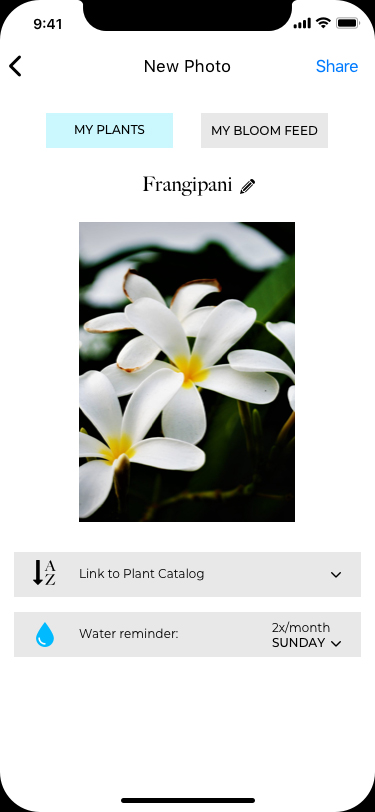 9:41
New Photo
Share
MY PLANTS
MY BLOOM FEED
Frangipani
A
Z
Link to Plant Catalog
Water reminder:
2x/month
SUNDAY